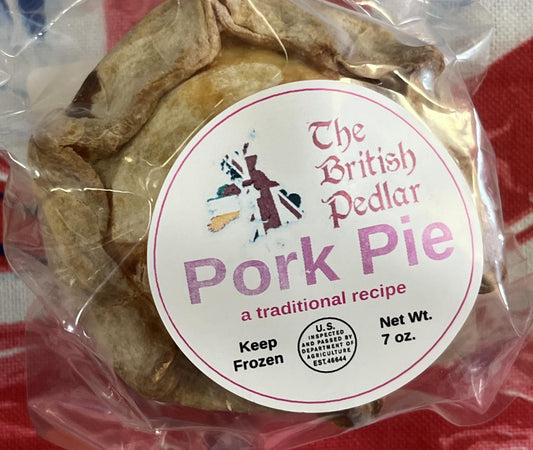 The
British
Pedlar
Pork Pie
a traditional recipe
Keep
Frozen
U.S.
INSPECTED
AND PASSED BY
DEPARTMENT OF
AGRICULTURE
EST.46644
Net Wt.
7 oz.